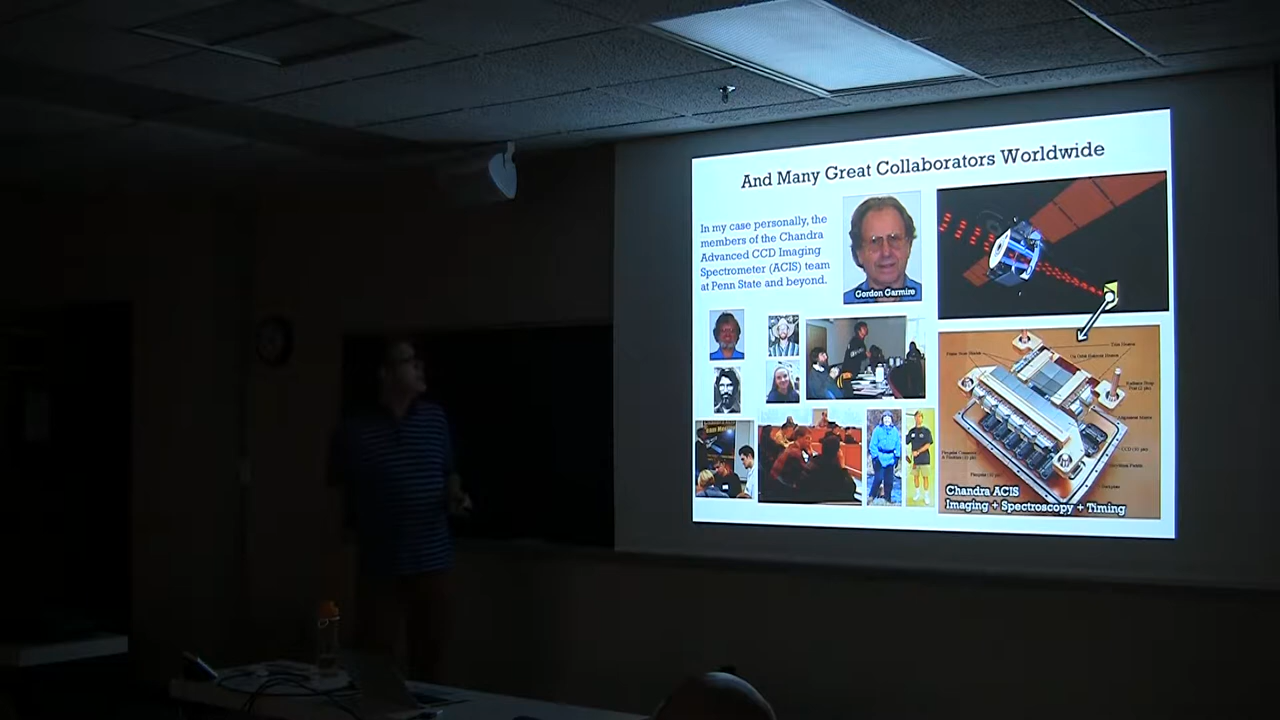 And Many Great Collaborators Worldwide
In my case personally, the
members of the Chandra
Advanced CCD Imaging
Spectrometer (ACIS) team
at Penn State and beyond.
Gordon Garmire
Chandra ACIS
Imaging + Spectroscopy + Timing